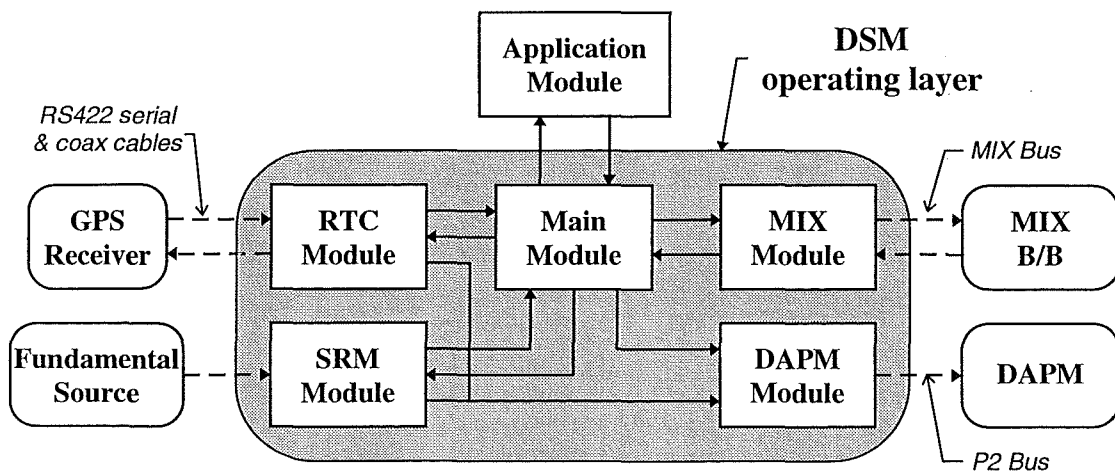 Application
Module
DSM
operating layer
RS422 serial
& coax cables
MIX Bus
GPS
Receiver
RTC
Module
Main
Module
MIX
Module
MIX
B/B
Fundamental
Source
SRM
Module
DAPM
Module
DAPM
P2 Bus